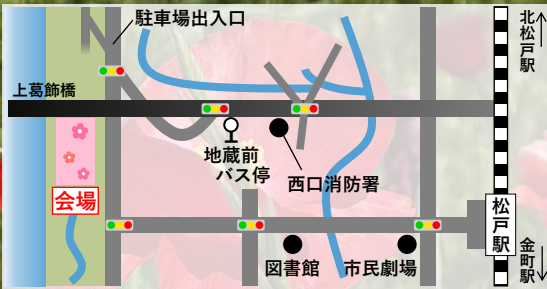 駐車場出入口
北松戸駅
上葛飾橋
地蔵前
バス停
西口消防署
会場
松戸駅
図書館
市民劇場
金町駅